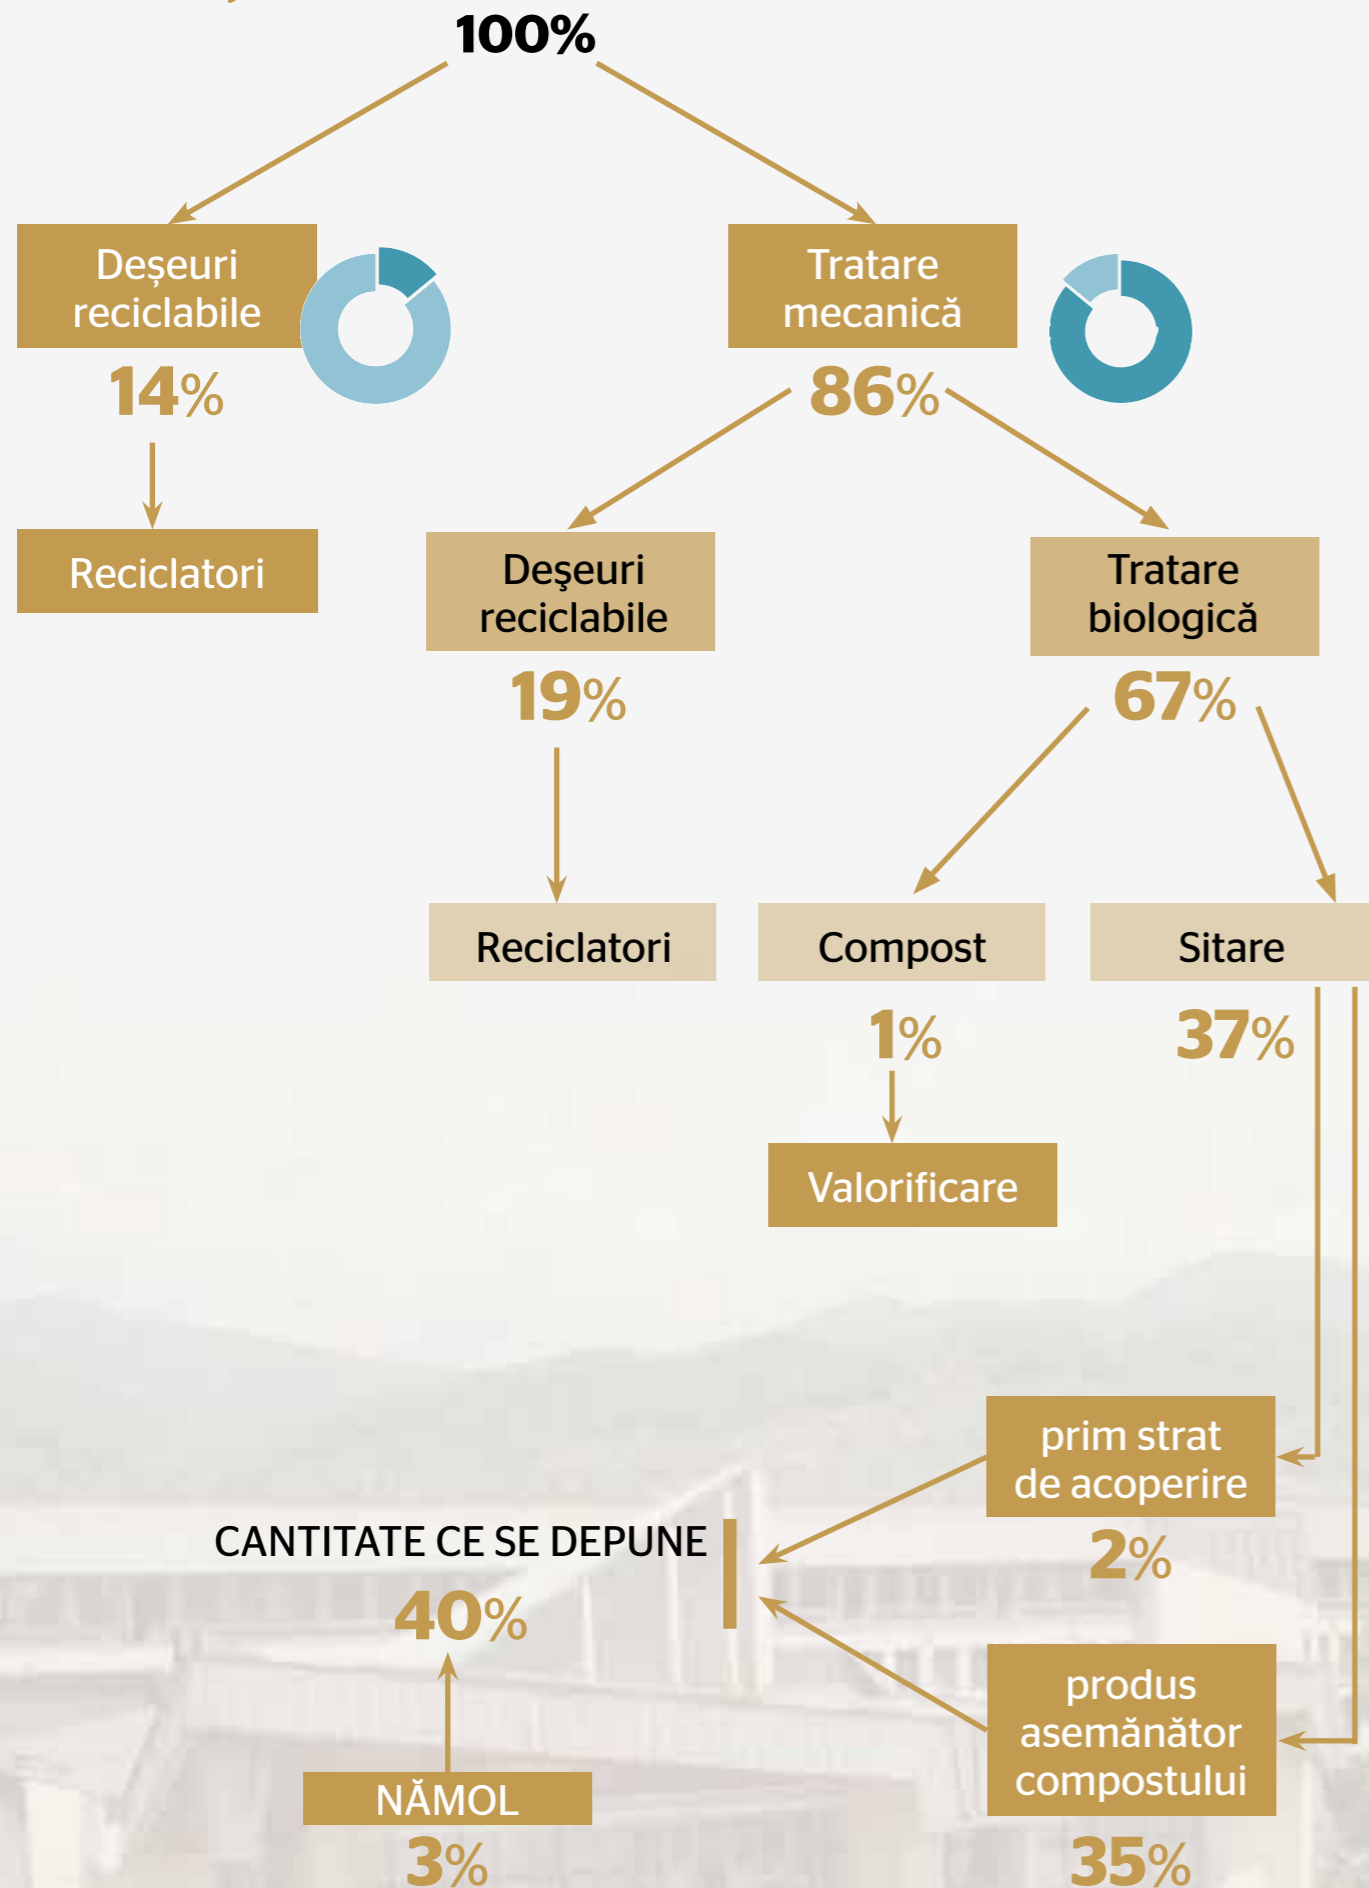 100%
Deșeuri
reciclabile
14%
Tratare
mecanică
86%
Reciclatori
Deşeuri
reciclabile
19%
Tratare
biologică
67%
Reciclatori
Compost
1%
Sitare
37%
Valorificare
prim strat
de acoperire
2%
CANTITATE CE SE DEPUNE
40%
produs
asemănător
compostului
35%
NĂMOL
3%